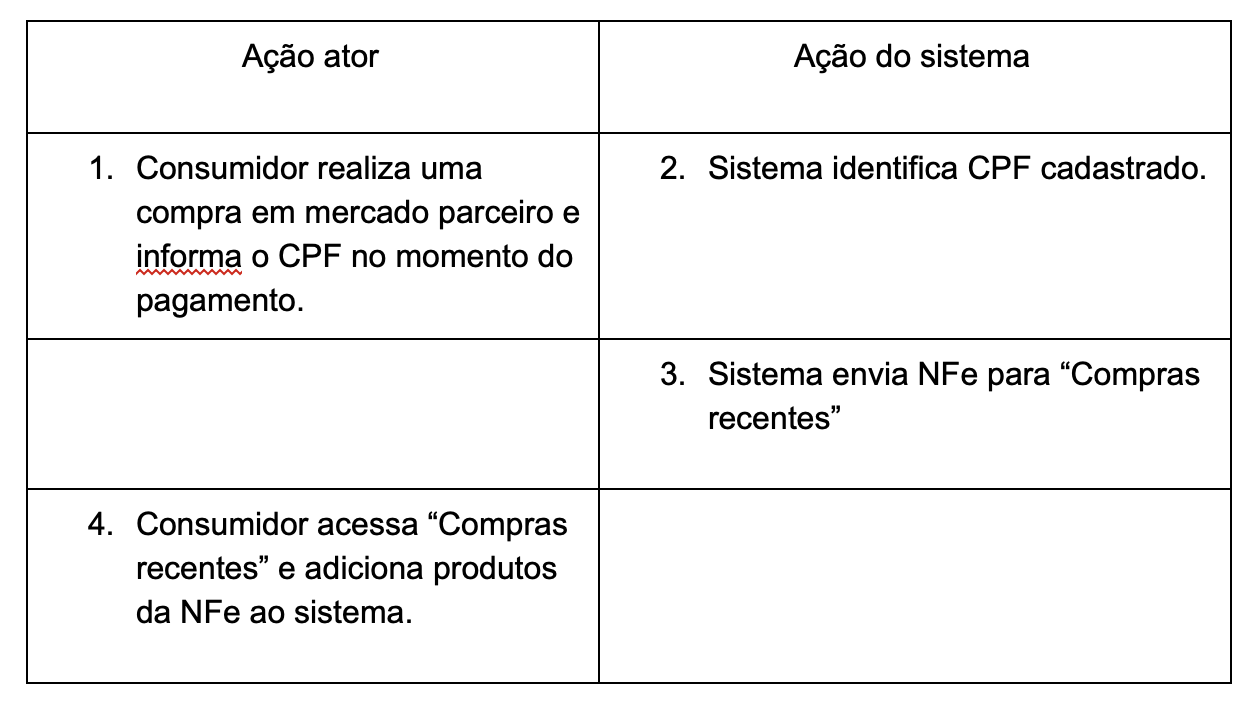 Ação ator
Ação do sistema
1. Consumidor realiza uma
compra em mercado parceiro e
informa o CPF no momento do
pagamento.
2. Sistema identifica CPF cadastrado.
3. Sistema envia NFe para “Compras
recentes”
4. Consumidor acessa “Compras
recentes” e adiciona produtos
da NFe ao sistema.